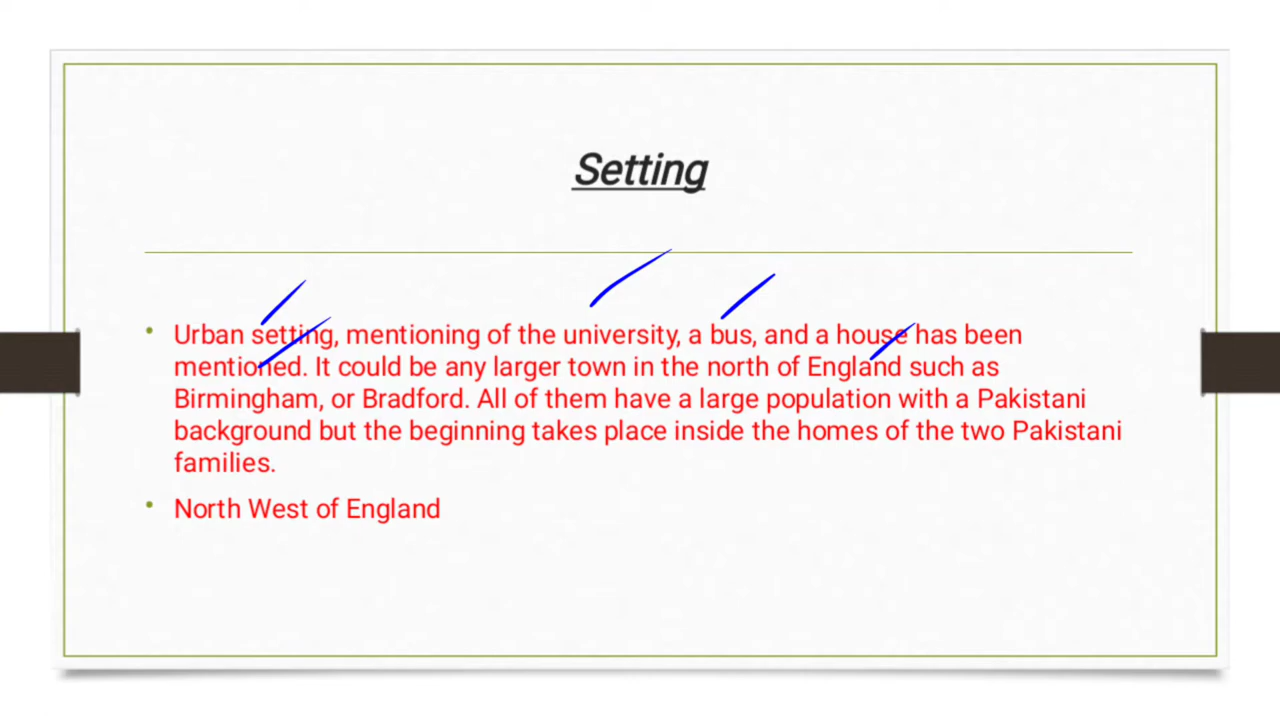 Setting
• Urban setting, mentioning of the university, a bus, and a house has been
mentioned. It could be any larger town in the north of England such as
Birmingham, or Bradford. All of them have a large population with a Pakistani
background but the beginning takes place inside the homes of the two Pakistani
families.
• North West of England